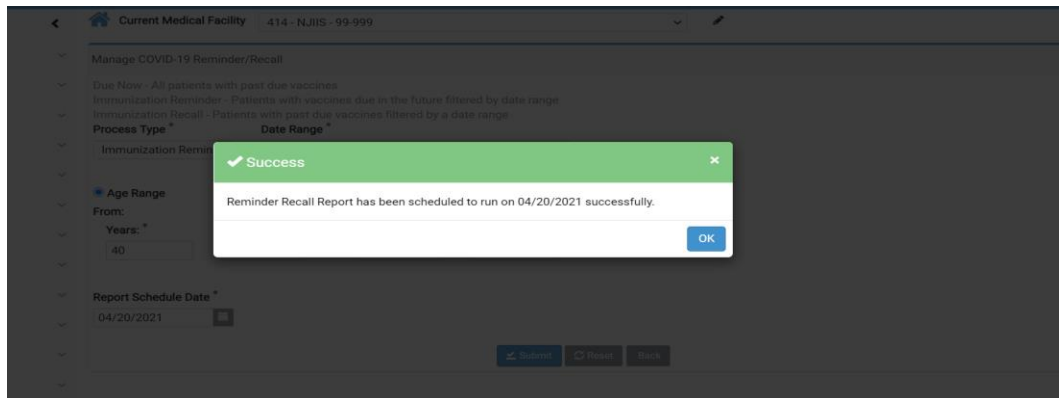 Current Medical Facility 414 - NJIIS - 99-999
Manage COVID-19 Reminder/Recall
Due Now - All patients with past due vaccines
Immunization Reminder - Patients with vaccines due in the future filtered by date range
Immunization Recall - Patients with past due vaccines filtered by a date range
Process Type * Date Range *
Immunization Remin
Success ×
Reminder Recall Report has been scheduled to run on 04/20/2021 successfully.
OK
Age Range
From:
Years: *
40
Report Schedule Date *
04/20/2021
Submit Reset Back